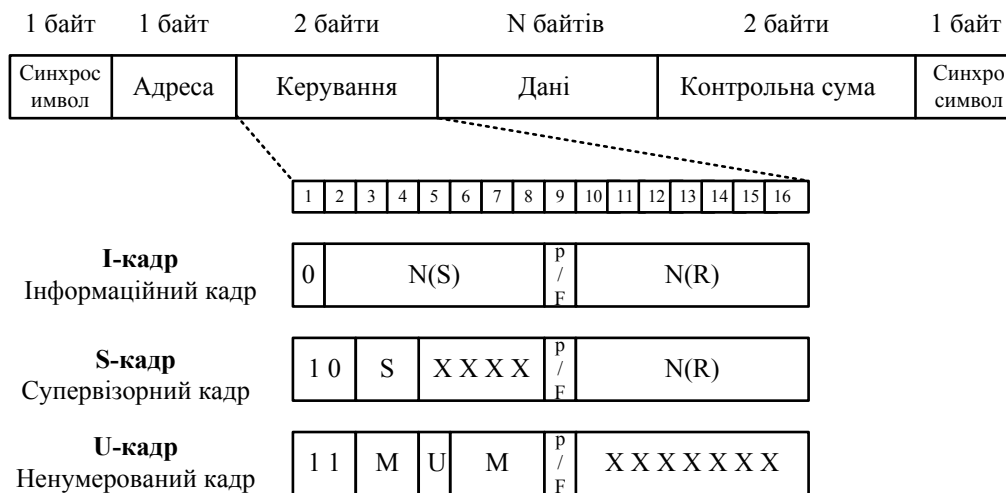 1 байт 1 байт 2 байти N байтів 2 байти 1 байт
Синхрос
имвол
Адреса
Керування
Дані
Контрольна сума
Синхро
символ
1 2 3 4 5 6 7 8 9 10 11 12 13 14 15 16
І-кадр
Інформаційний кадр
0 N(S) p/F N(R)
S-кадр
Супервізорний кадр
1 0 S X X X X p/F N(R)
U-кадр
Ненумерований кадр
1 1 M U M p/F X X X X X X X